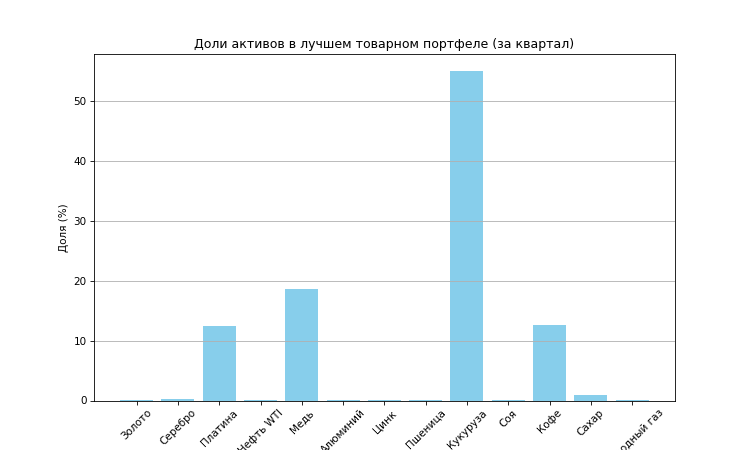 Доли активов в лучшем товарном портфеле (за квартал)
Доля (%)
50
40
30
20
10
0
Золото
Серебро
Платина
Нефть WTI
Медь
Алюминий
Цинк
Пшеница
Кукуруза
Соя
Кофе
Сахар
газ